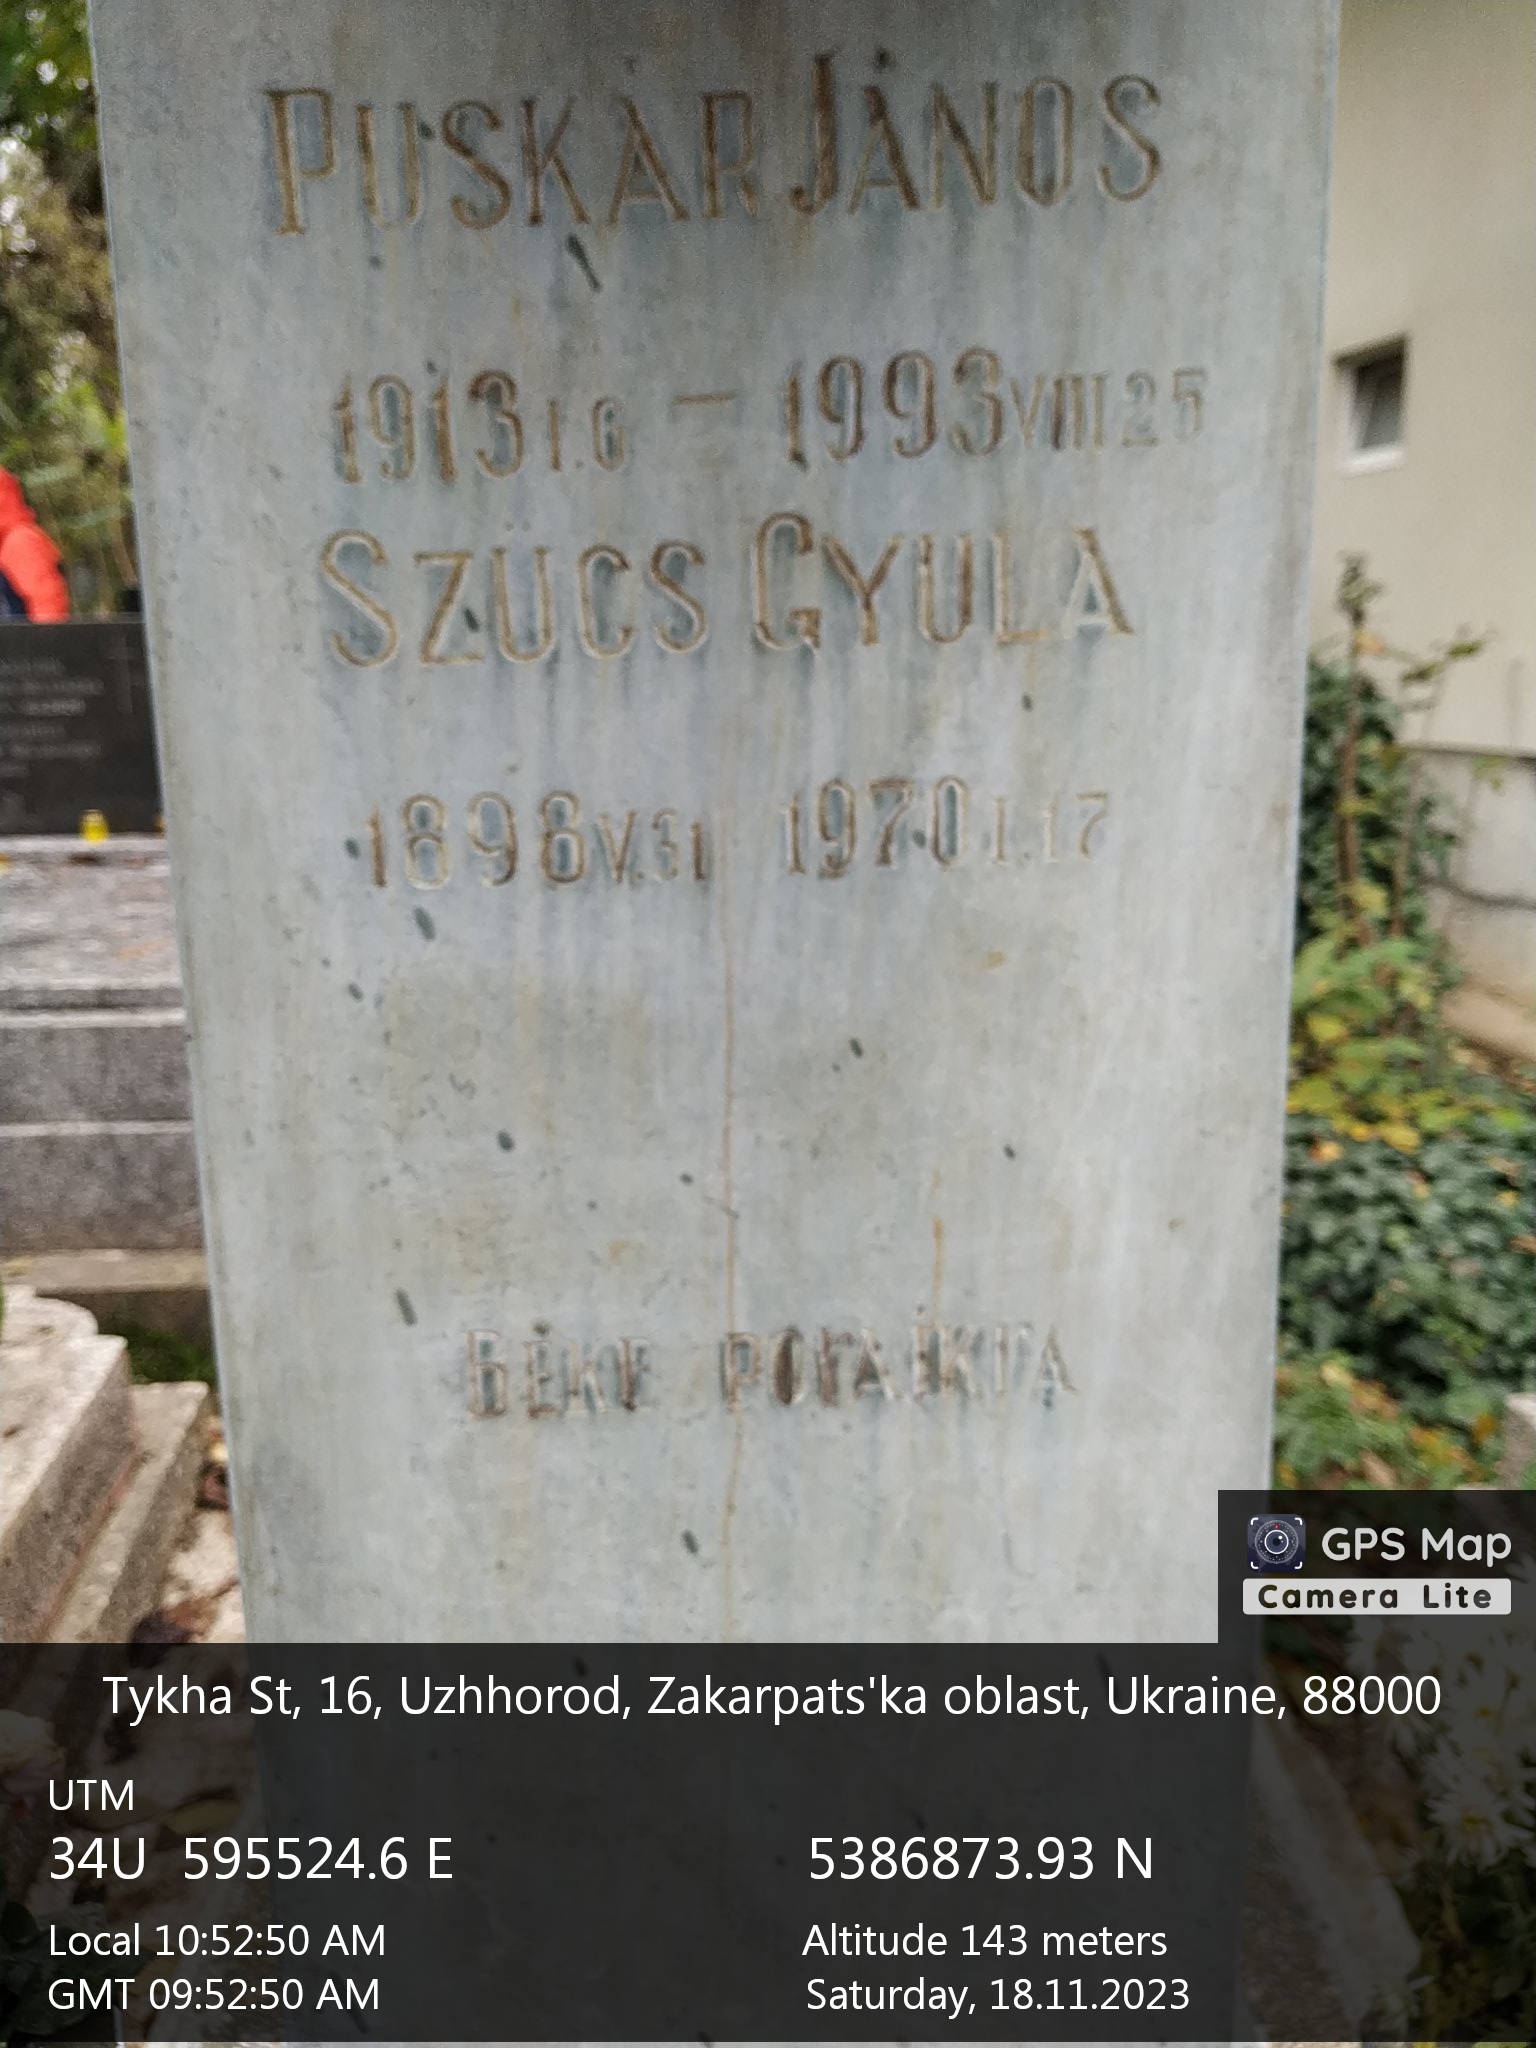 PUSKÁR JÁNOS
1913 I.6 — 1993 VIII 25
SZÜCS GYULA
1898 V.31 1970 I.17
BÉKE PORAIKRA
GPS Map
Camera Lite
Tykha St, 16, Uzhhorod, Zakarpats'ka oblast, Ukraine, 88000
UTM
34U 595524.6 E 5386873.93 N
Local 10:52:50 AM Altitude 143 meters
GMT 09:52:50 AM Saturday, 18.11.2023